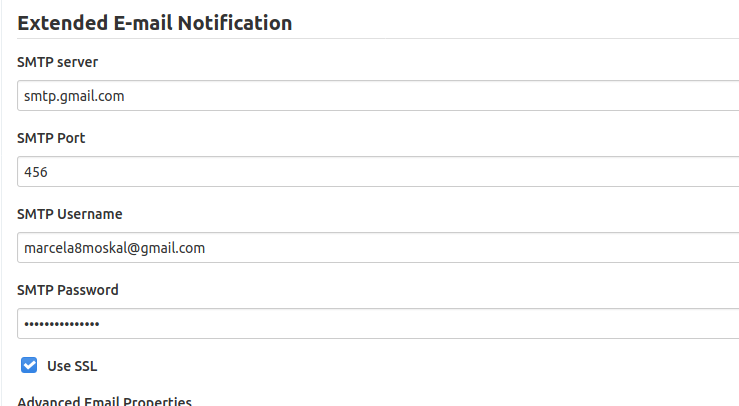 Extended E-mail Notification
SMTP server
smtp.gmail.com
SMTP Port
456
SMTP Username
marcela8moskal@gmail.com
SMTP Password
•••••••••••••••
Use SSL
Advanced Email Properties